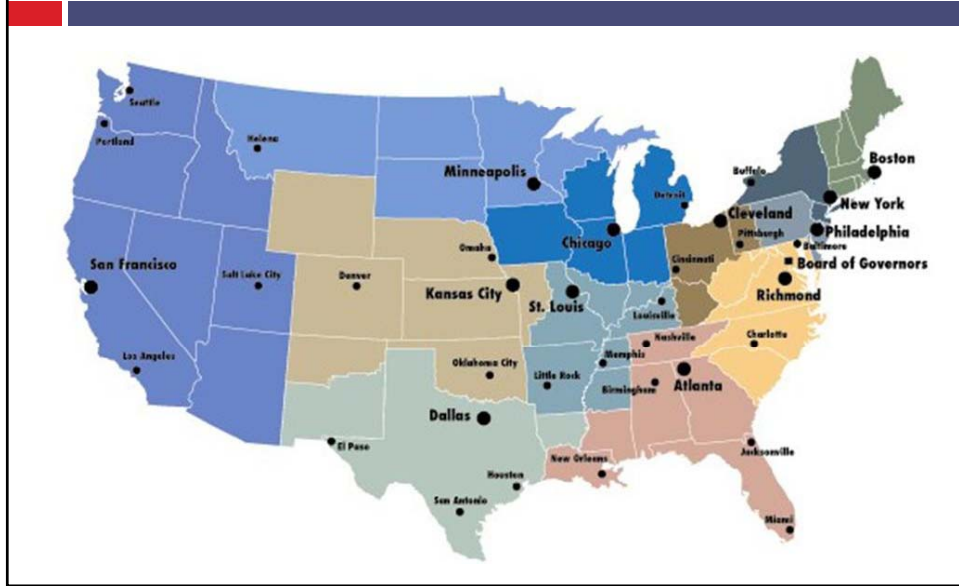 Seattle
Portland
Helena
Minneapolis
Boston
Buffalo
Detroit
New York
Cleveland
Chicago
Pittsburgh
Philadelphia
Omaha
Baltimore
San Francisco
Salt Lake City
Denver
Cincinnati
Board of Governors
Kansas City
St. Louis
Richmond
Louisville
Los Angeles
Nashville
Charlotte
Memphis
Oklahoma City
Little Rock
Birmingham
Atlanta
Dallas
El Paso
Jacksonville
New Orleans
Houston
San Antonio
Miami